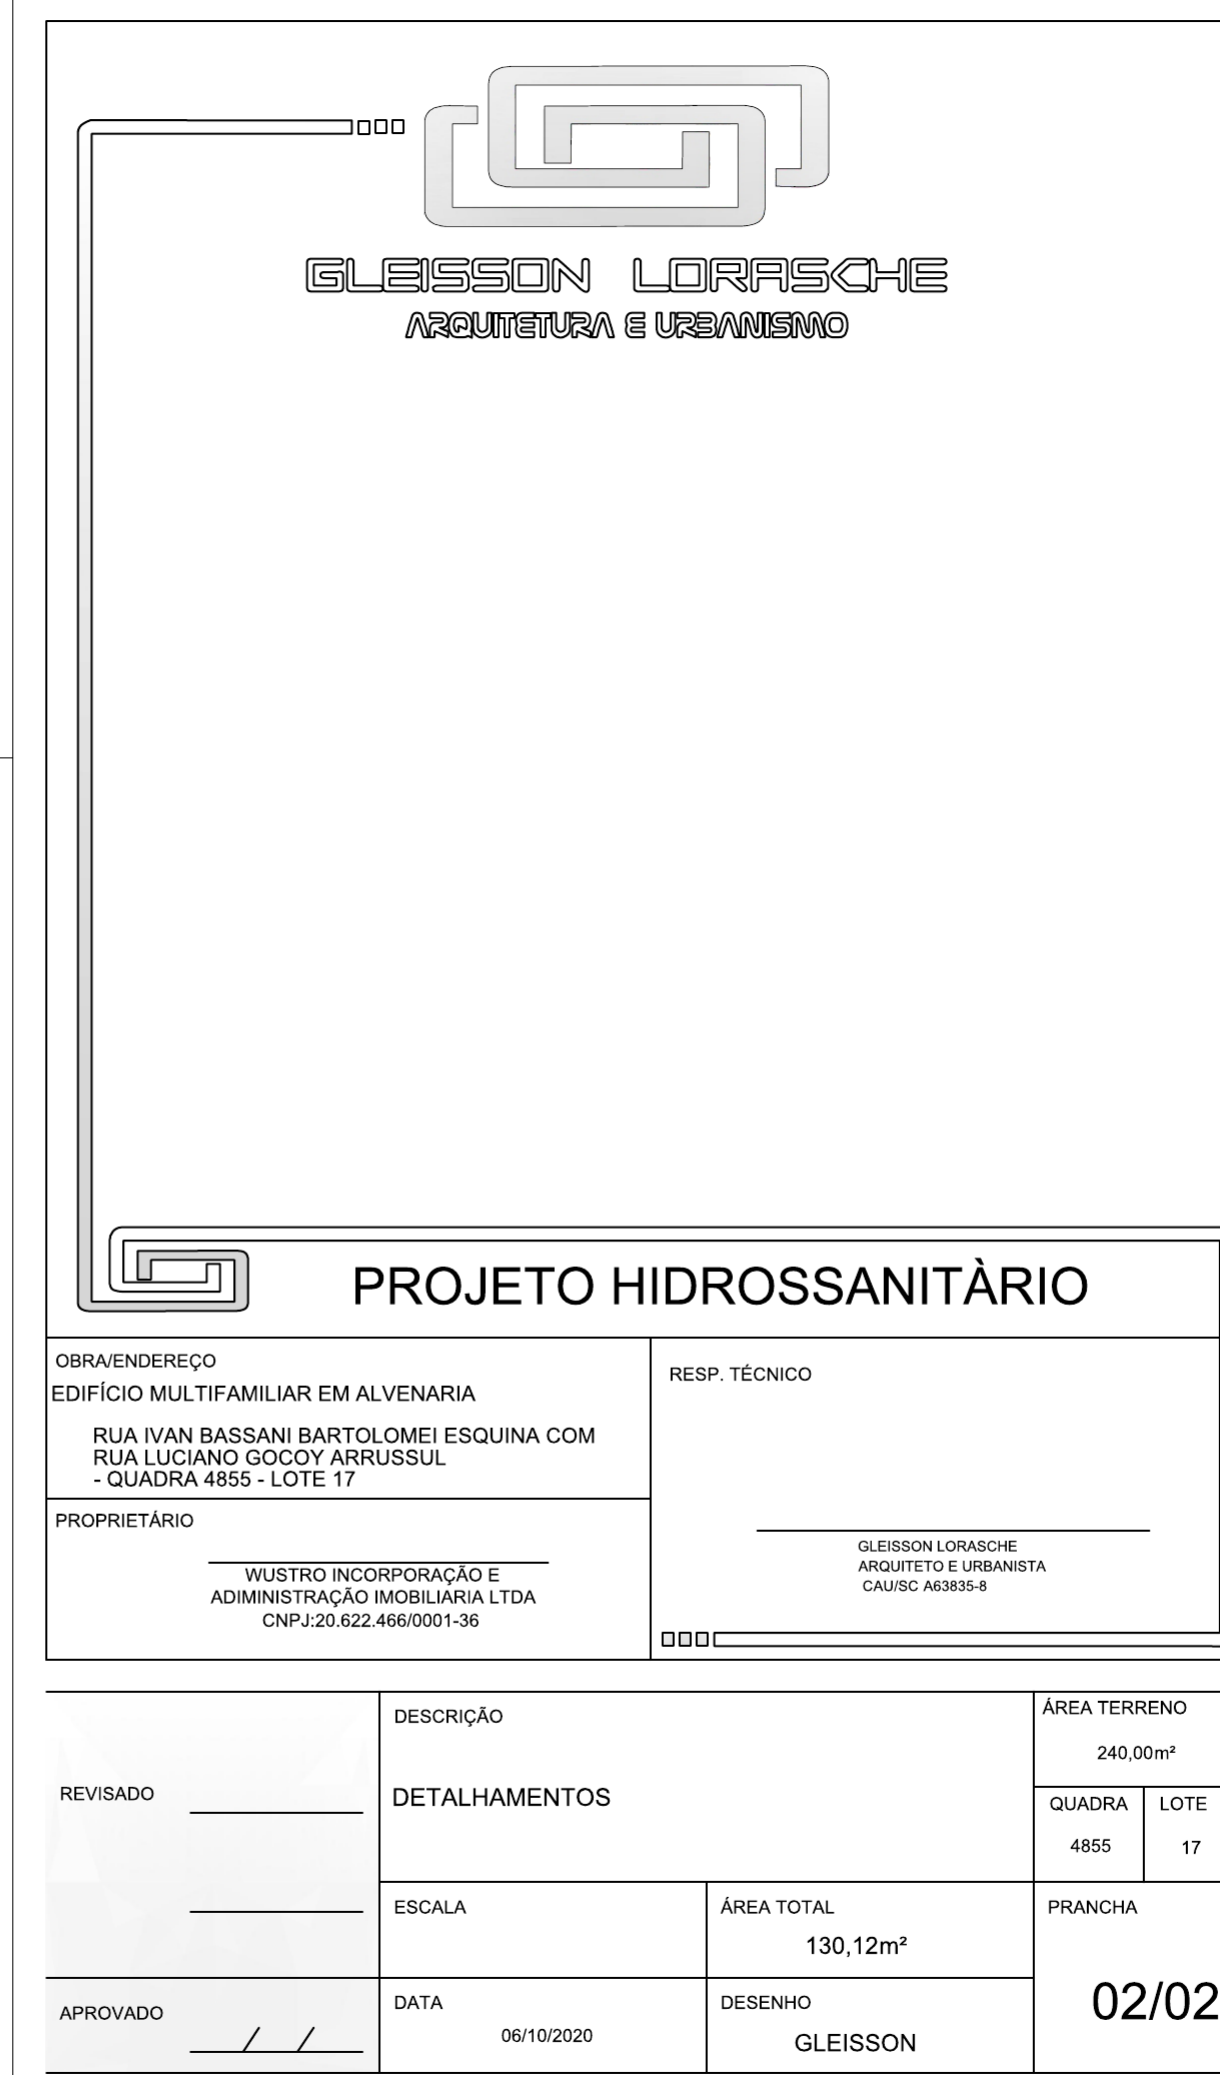 GLEISSON LORASCHE
ARQUITETURA E URBANISMO
PROJETO HIDROSSANITÀRIO
OBRA/ENDEREÇO
EDIFÍCIO MULTIFAMILIAR EM ALVENARIA
RUA IVAN BASSANI BARTOLOMEI ESQUINA COM
RUA LUCIANO GOCOY ARRUSSUL
- QUADRA 4855 - LOTE 17
PROPRIETÁRIO
WUSTRO INCORPORAÇÃO E
ADIMINISTRAÇÃO IMOBILIARIA LTDA
CNPJ:20.622.466/0001-36
RESP. TÉCNICO
GLEISSON LORASCHE
ARQUITETO E URBANISTA
CAU/SC A63835-8
REVISADO
APROVADO
/ /
DESCRIÇÃO
DETALHAMENTOS
ESCALA
ÁREA TOTAL
130,12m²
DATA
06/10/2020
DESENHO
GLEISSON
ÁREA TERRENO
240,00m²
QUADRA
4855
LOTE
17
PRANCHA
02/02